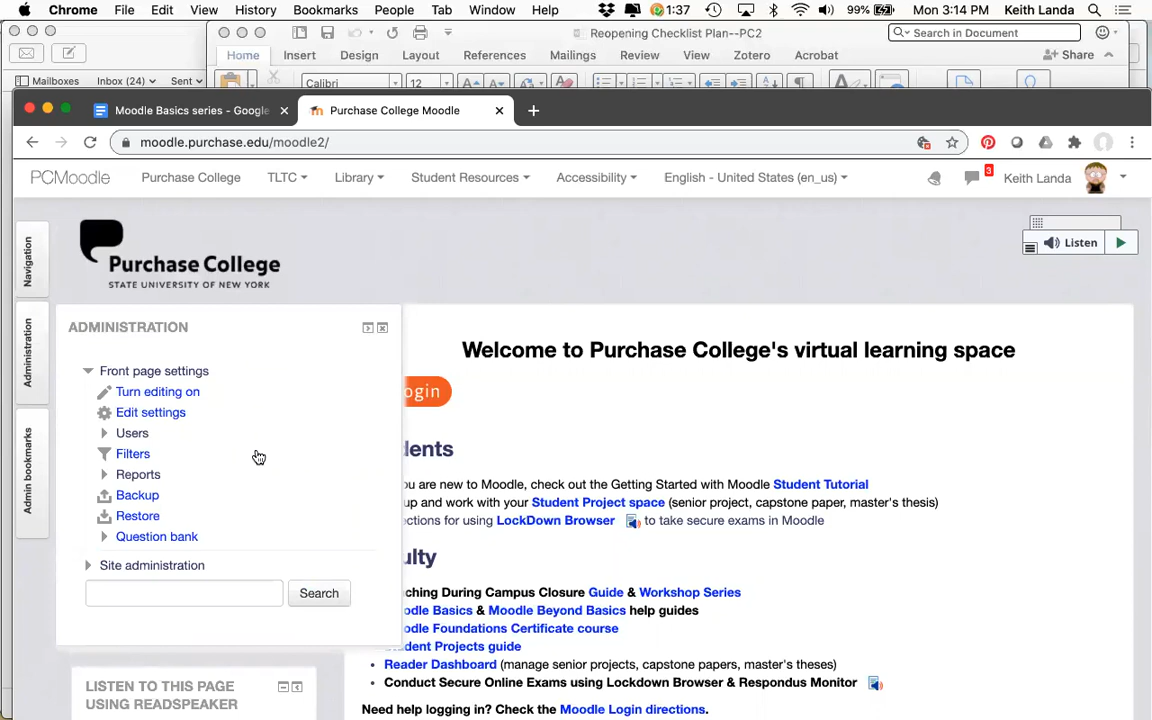 Chrome File Edit View History Bookmarks People Tab Window Help 1:37 99% Mon 3:14 PM Keith Landa
Reopening Checklist Plan--PC2 Search in Document
Home Insert Design Layout References Mailings Review View Zotero Acrobat Share
Mailboxes Inbox (24) Sent Calibri 12
Moodle Basics series - Google Purchase College Moodle
moodle.purchase.edu/moodle2/
PCMoodle Purchase College TLTC Library Student Resources Accessibility English - United States (en_us) 3 Keith Landa
Purchase College
STATE UNIVERSITY OF NEW YORK
Listen
Navigation
Administration
Admin bookmarks
ADMINISTRATION
Front page settings
Turn editing on
Edit settings
Users
Filters
Reports
Backup
Restore
Question bank
Site administration
Search
LISTEN TO THIS PAGE
USING READSPEAKER
Welcome to Purchase College's virtual learning space
ogin
dents
ou are new to Moodle, check out the Getting Started with Moodle Student Tutorial
up and work with your Student Project space (senior project, capstone paper, master's thesis)
ections for using LockDown Browser to take secure exams in Moodle
ulty
ching During Campus Closure Guide & Workshop Series
odle Basics & Moodle Beyond Basics help guides
odle Foundations Certificate course
udent Projects guide
Reader Dashboard (manage senior projects, capstone papers, master's theses)
Conduct Secure Online Exams using Lockdown Browser & Respondus Monitor
Need help logging in? Check the Moodle Login directions.